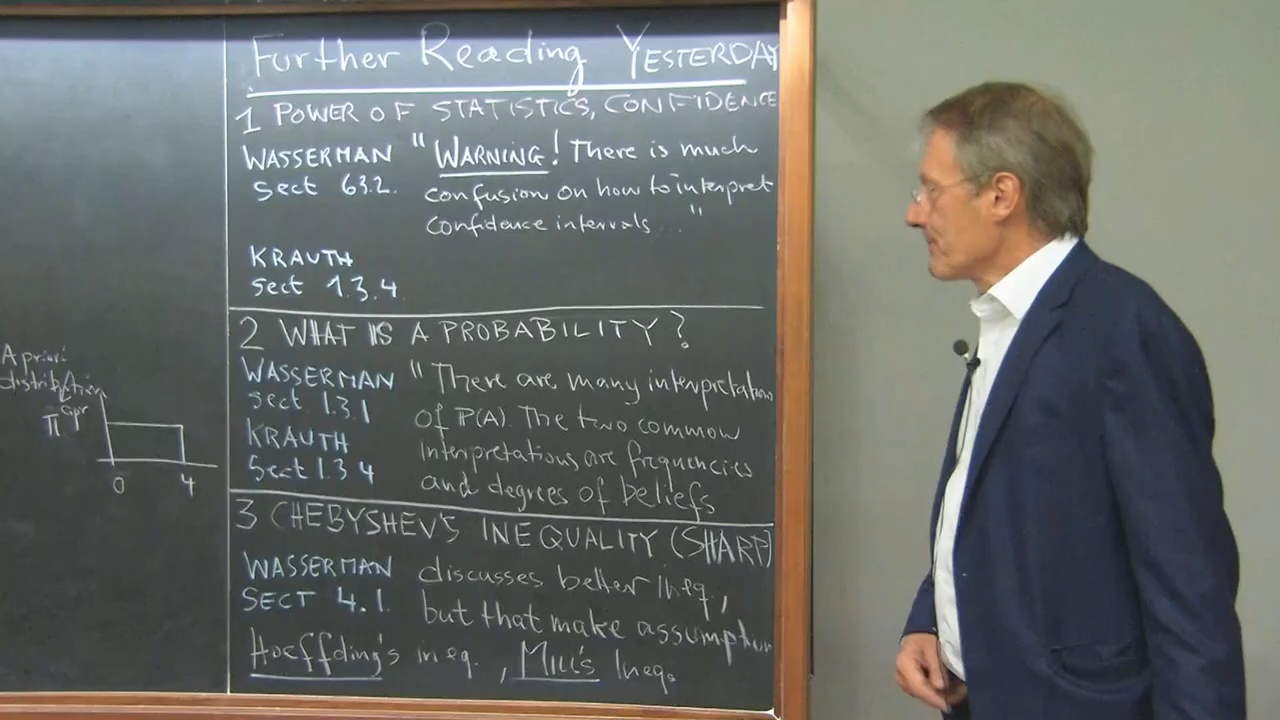 Further Reading YESTERDAY
1 POWER OF STATISTICS, CONFIDENCE
WASSERMAN
sect 6.3.2.
"WARNING! There is much
confusion on how to interpret
confidence intervals..."
KRAUTH
sect 1.3.4.
2 WHAT IS A PROBABILITY?
WASSERMAN
sect 1.3.1
KRAUTH
Sect 1.3 4
"There are many interpretation
of P(A). The two common
interpretations are frequencies
and degrees of beliefs
3 CHEBYSHEV'S INEQUALITY (SHARP)
WASSERMAN
SECT 4.1.
discusses better ineq.,
but that make assumption
Hoeffding's ineq., MILL'S Ineq.
A priori
distribution
π apr
0 4